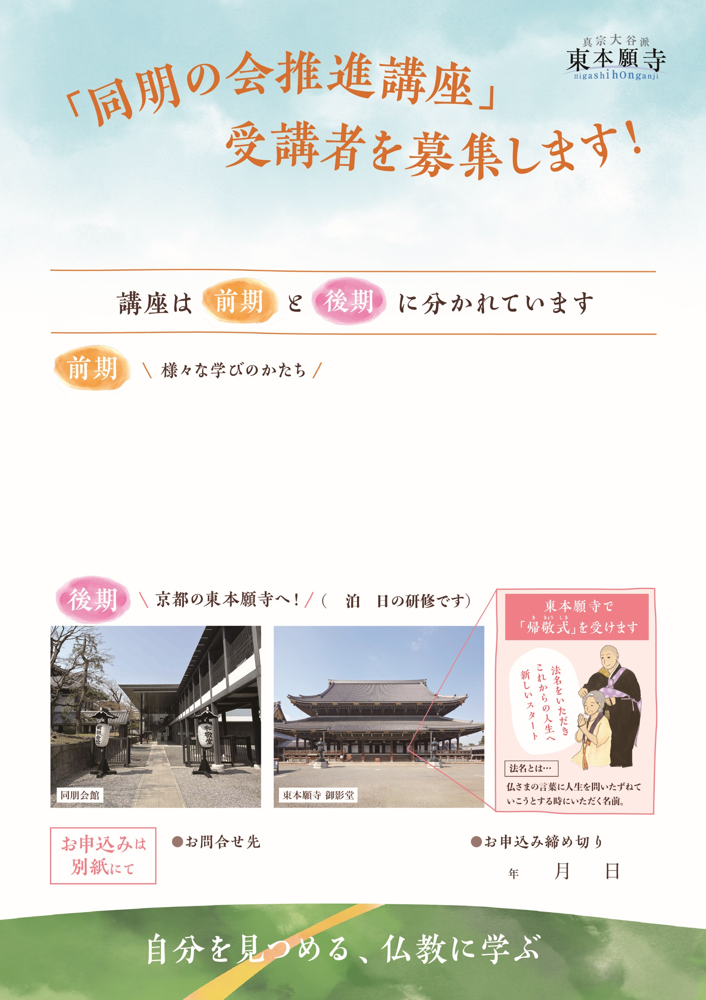 真宗大谷派
東本願寺
Higashihonganji
「同朋の会推進講座」
受講者を募集します!
講座は 前期 と 後期 に分かれています
前期 \ 様々な学びのかたち /
後期 \ 京都の東本願寺へ! / (　泊　日の研修です)
同朋会館
和敬堂
同朋会館
東本願寺 御影堂
東本願寺で
き きょう しき
「帰敬式」を受けます
法名をいただき
これからの人生へ
新しいスタート
法名とは…
仏さまの言葉に人生を問いたずねて
いこうとする時にいただく名前。
お申込みは
別紙にて
●お問合せ先
●お申込み締め切り
年　月　日
自分を見つめる、仏教に学ぶ